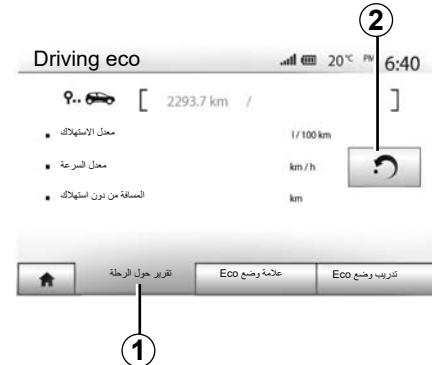 2
Driving eco 20°C PM 6:40
[ 2293.7 km / ]
معدل الاستهلاك l/100 km
معدل السرعة km/h
المسافة من دون استهلاك km
تقرير حول الرحلة علامة وضع Eco تدريب وضع Eco
1